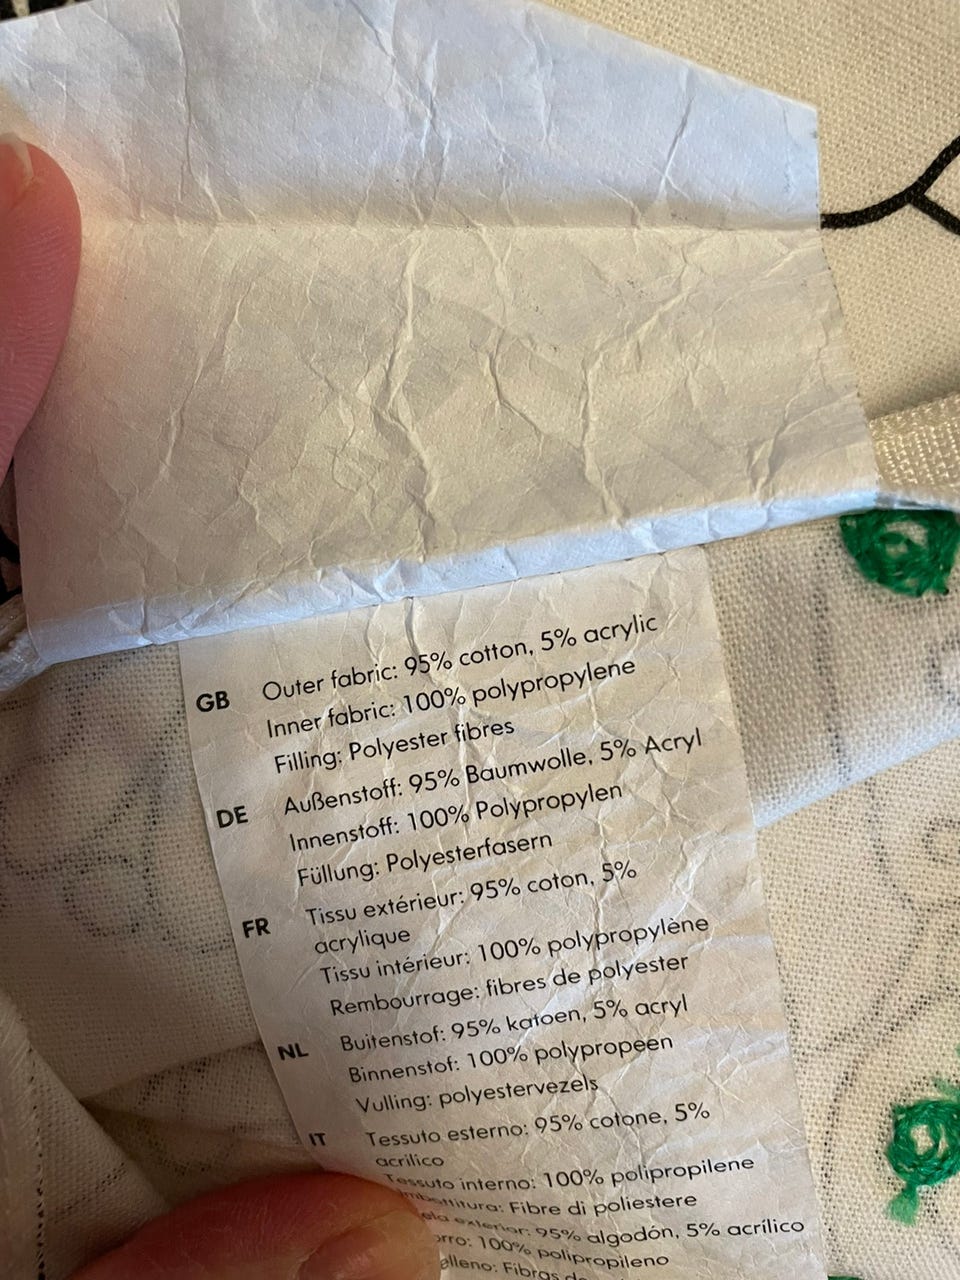 GB Outer fabric: 95% cotton, 5% acrylic
Inner fabric: 100% polypropylene
Filling: Polyester fibres
DE Außenstoff: 95% Baumwolle, 5% Acryl
Innenstoff: 100% Polypropylen
Füllung: Polyesterfasern
FR Tissu extérieur: 95% coton, 5%
acrylique
Tissu intérieur: 100% polypropylène
Rembourrage: fibres de polyester
NL Buitenstof: 95% katoen, 5% acryl
Binnenstof: 100% polypropeen
Vulling: polyestervezels
IT Tessuto esterno: 95% cotone, 5%
acrilico
Tessuto interno: 100% polipropilene
Fibre di poliestere
exterior: 95% algodón, 5% acrílico
100% polipropileno
Fibras